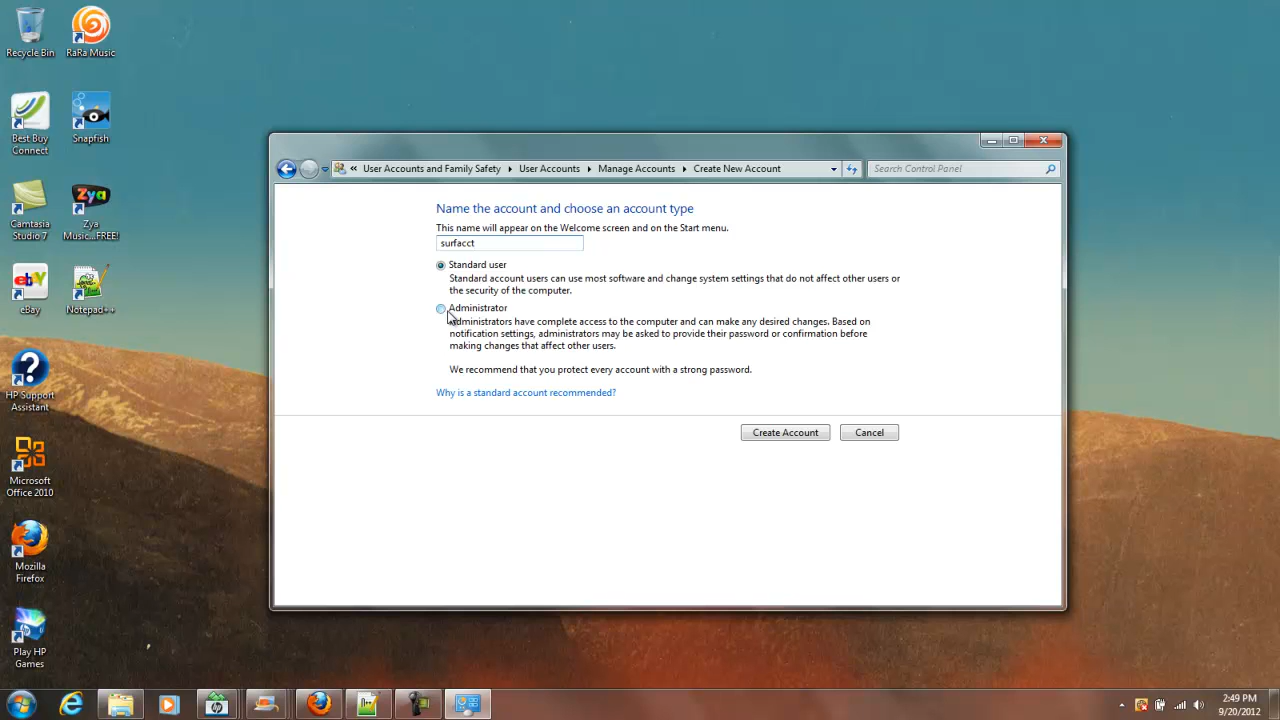 Recycle Bin
RaRa Music
Best Buy
Connect
Snapfish
Camtasia
Studio 7
Zya
Zya
Music...FREE!
ebay
eBay
Notepad++
?
HP Support
Assistant
Microsoft
Office 2010
Mozilla
Firefox
Play HP
Games
« User Accounts and Family Safety ▸ User Accounts ▸ Manage Accounts ▸ Create New Account
Search Control Panel
Name the account and choose an account type
This name will appear on the Welcome screen and on the Start menu.
surfacct
Standard user
Standard account users can use most software and change system settings that do not affect other users or
the security of the computer.
Administrator
Administrators have complete access to the computer and can make any desired changes. Based on
notification settings, administrators may be asked to provide their password or confirmation before
making changes that affect other users.
We recommend that you protect every account with a strong password.
Why is a standard account recommended?
Create Account
Cancel
2:49 PM
9/20/2012